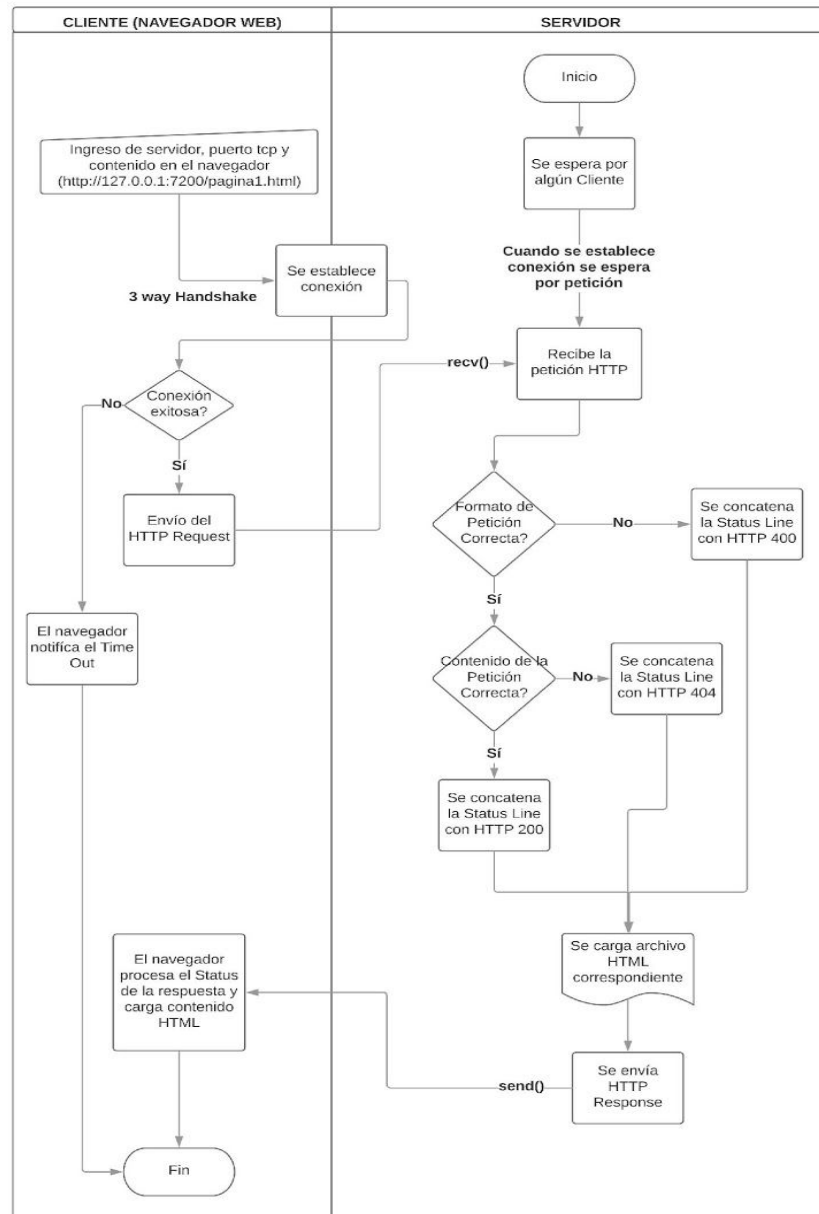 CLIENTE (NAVEGADOR WEB)
SERVIDOR
Inicio
Ingreso de servidor, puerto tcp y
contenido en el navegador
(http://127.0.0.1:7200/pagina1.html)
Se espera por
algún Cliente
Cuando se establece
conexión se espera
por petición
Se establece
conexión
3 way Handshake
recv()
Recibe la
petición HTTP
Conexión
exitosa?
No
Sí
Envío del
HTTP Request
Formato de
Petición
Correcta?
No
Se concatena
la Status Line
con HTTP 400
Sí
El navegador
notifíca el Time
Out
Contenido de la
Petición
Correcta?
No
Se concatena
la Status Line
con HTTP 404
Sí
Se concatena
la Status Line
con HTTP 200
Se carga archivo
HTML
correspondiente
El navegador
procesa el Status
de la respuesta y
carga contenido
HTML
Se envía
HTTP
Response
send()
Fin